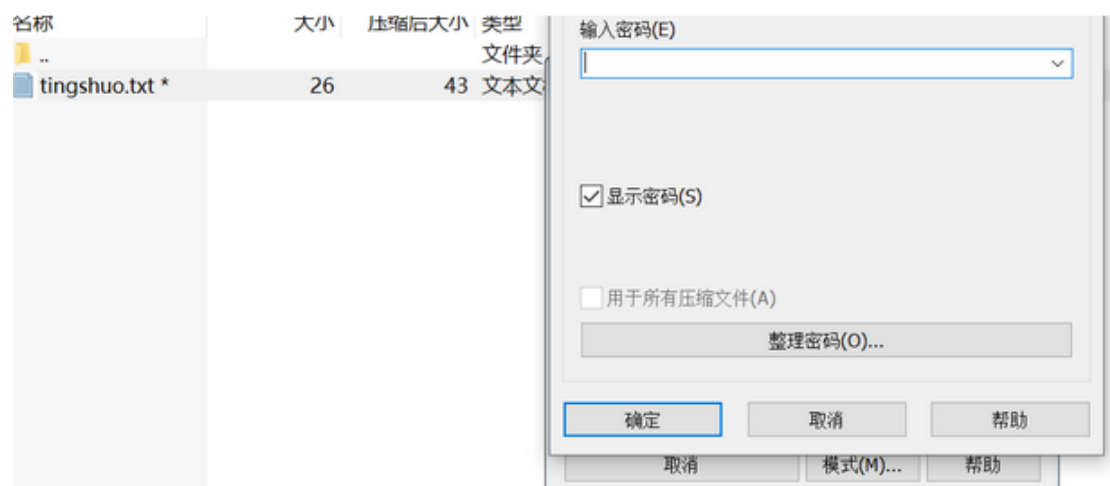 名称 大小 压缩后大小 类型
.. 文件夹
tingshuo.txt * 26 43 文本文
输入密码(E)
显示密码(S)
用于所有压缩文件(A)
整理密码(O)...
确定 取消 帮助
取消 模式(M)... 帮助